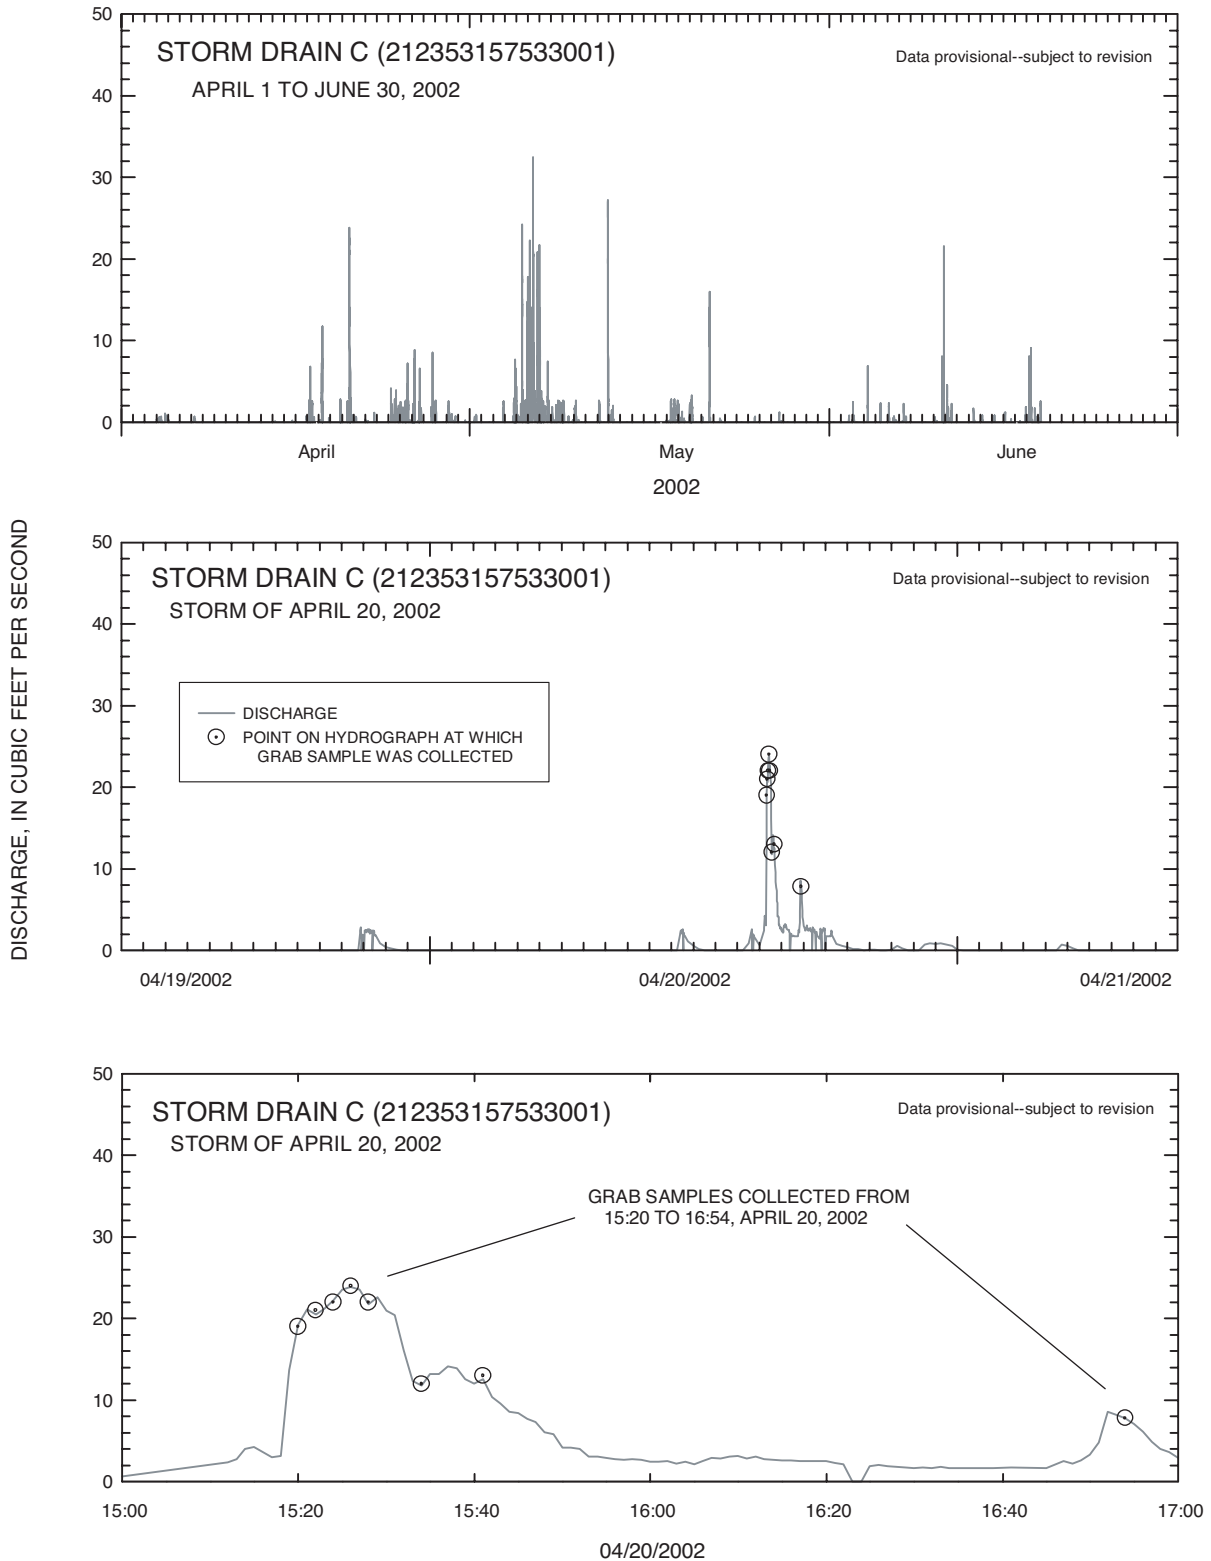 50
STORM DRAIN C (212353157533001)
Data provisional--subject to revision
APRIL 1 TO JUNE 30, 2002
40
30
20
10
0
April May June
2002
DISCHARGE, IN CUBIC FEET PER SECOND
50
STORM DRAIN C (212353157533001)
Data provisional--subject to revision
STORM OF APRIL 20, 2002
40
30
DISCHARGE
POINT ON HYDROGRAPH AT WHICH
GRAB SAMPLE WAS COLLECTED
20
10
0
04/19/2002 04/20/2002 04/21/2002
50
STORM DRAIN C (212353157533001)
Data provisional--subject to revision
STORM OF APRIL 20, 2002
40
GRAB SAMPLES COLLECTED FROM
15:20 TO 16:54, APRIL 20, 2002
30
20
10
0
15:00 15:20 15:40 16:00 16:20 16:40 17:00
04/20/2002